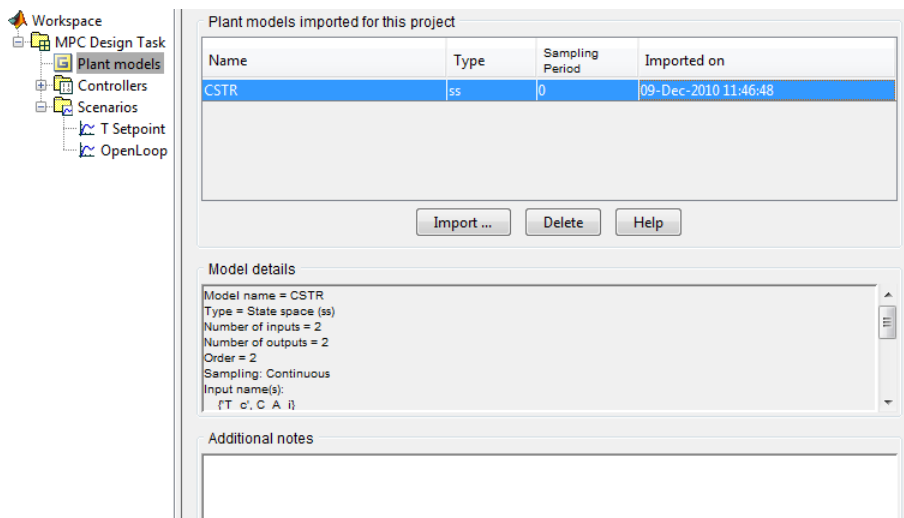 Workspace
MPC Design Task
Plant models
Controllers
Scenarios
T Setpoint
OpenLoop
Plant models imported for this project
Name Type Sampling Period Imported on
CSTR ss 0 09-Dec-2010 11:46:48
Import ... Delete Help
Model details
Model name = CSTR
Type = State space (ss)
Number of inputs = 2
Number of outputs = 2
Order = 2
Sampling: Continuous
Input name(s):
{'T_c', C_A_i}
Additional notes